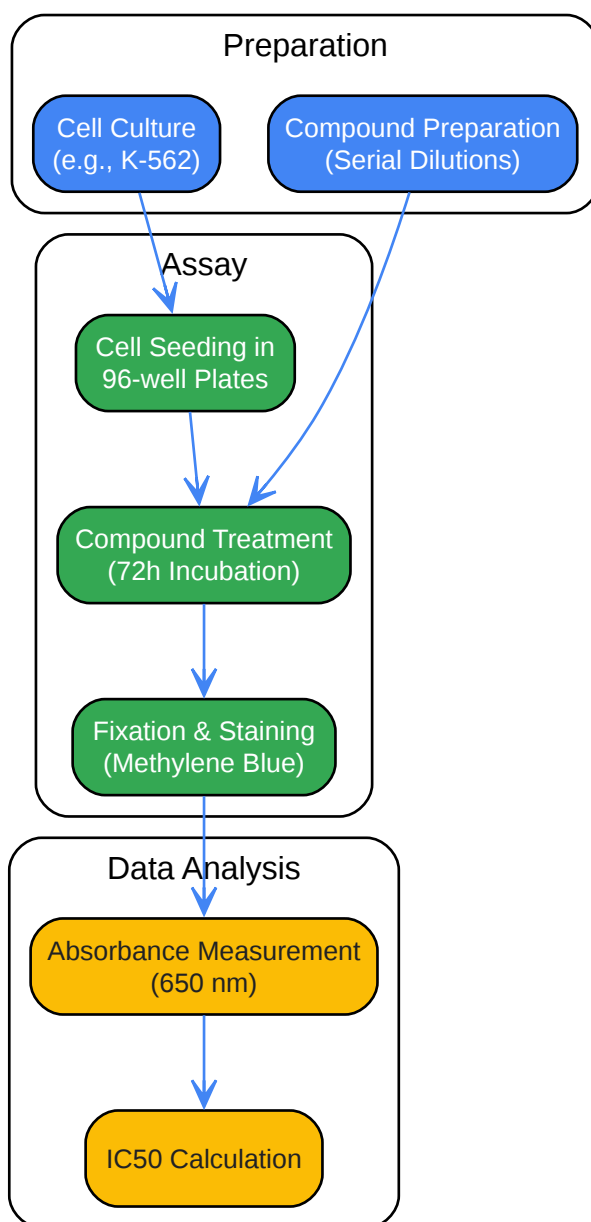 Preparation
Cell Culture
(e.g., K-562)
Compound Preparation
(Serial Dilutions)
Assay
Cell Seeding in
96-well Plates
Compound Treatment
(72h Incubation)
Fixation & Staining
(Methylene Blue)
Data Analysis
Absorbance Measurement
(650 nm)
IC50 Calculation